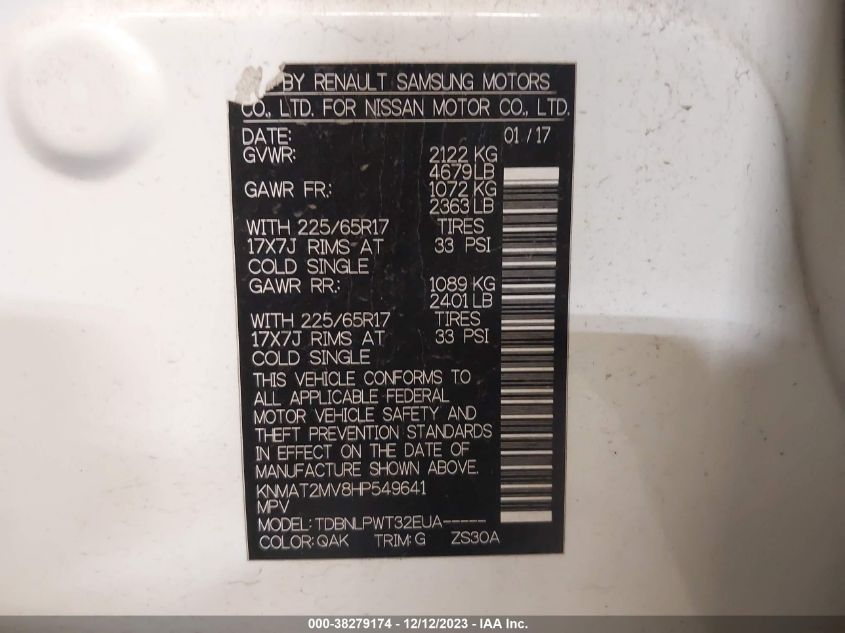 BY RENAULT SAMSUNG MOTORS
CO., LTD. FOR NISSAN MOTOR CO., LTD.
DATE: 01 / 17
GVWR: 2122 KG
4679 LB
GAWR FR.: 1072 KG
2363 LB
WITH 225/65R17 TIRES
17X7J RIMS AT 33 PSI
COLD SINGLE
GAWR RR.: 1089 KG
2401 LB
WITH 225/65R17 TIRES
17X7J RIMS AT 33 PSI
COLD SINGLE
THIS VEHICLE CONFORMS TO
ALL APPLICABLE FEDERAL
MOTOR VEHICLE SAFETY AND
THEFT PREVENTION STANDARDS
IN EFFECT ON THE DATE OF
MANUFACTURE SHOWN ABOVE.
KNMAT2MV8HP549641
MPV
MODEL: TDBNLPWT32EUA-----
COLOR: QAK TRIM: G ZS30A
000-38279174 - 12/12/2023 - IAA Inc.